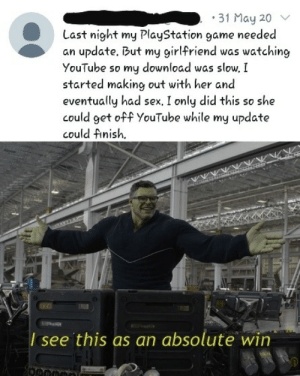 • 31 May 20
Last night my PlayStation game needed
an update, But my girlfriend was watching
YouTube so my download was slow, I
started making out with her and
eventually had sex, I only did this so she
could get off YouTube while my update
could finish,
I see this as an absolute win